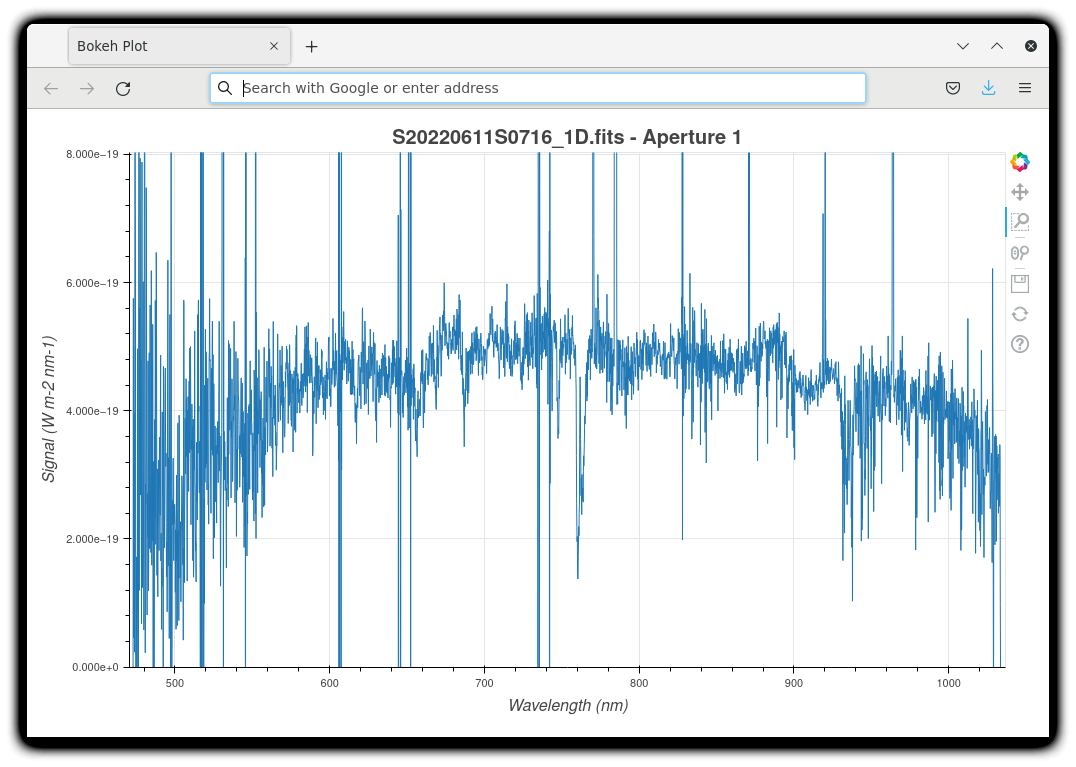 Bokeh Plot
Search with Google or enter address
S20220611S0716_1D.fits - Aperture 1
8.000e−19
6.000e−19
4.000e−19
2.000e−19
0.000e+0
Signal (W m-2 nm-1)
500 600 700 800 900 1000
Wavelength (nm)